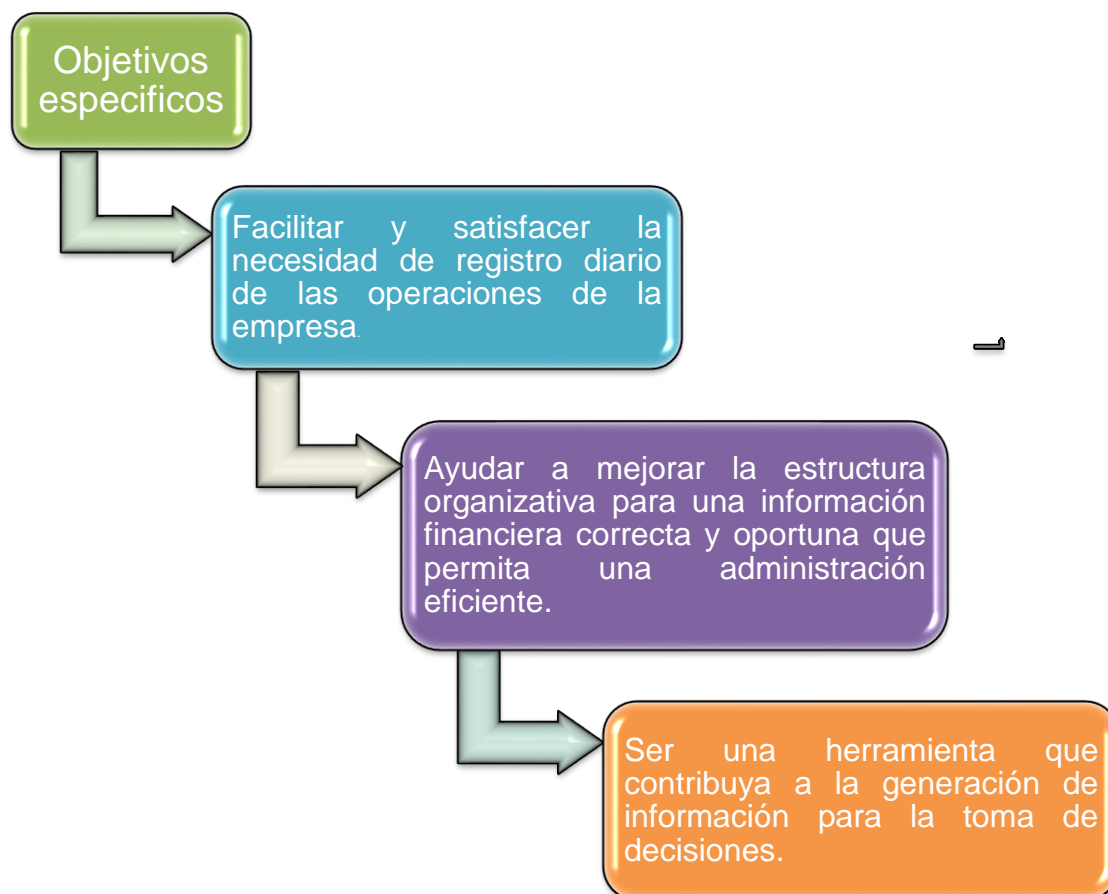 Objetivos
especificos
Facilitar y satisfacer la
necesidad de registro diario
de las operaciones de la
empresa.
Ayudar a mejorar la estructura
organizativa para una información
financiera correcta y oportuna que
permita una administración
eficiente.
Ser una herramienta que
contribuya a la generación de
información para la toma de
decisiones.